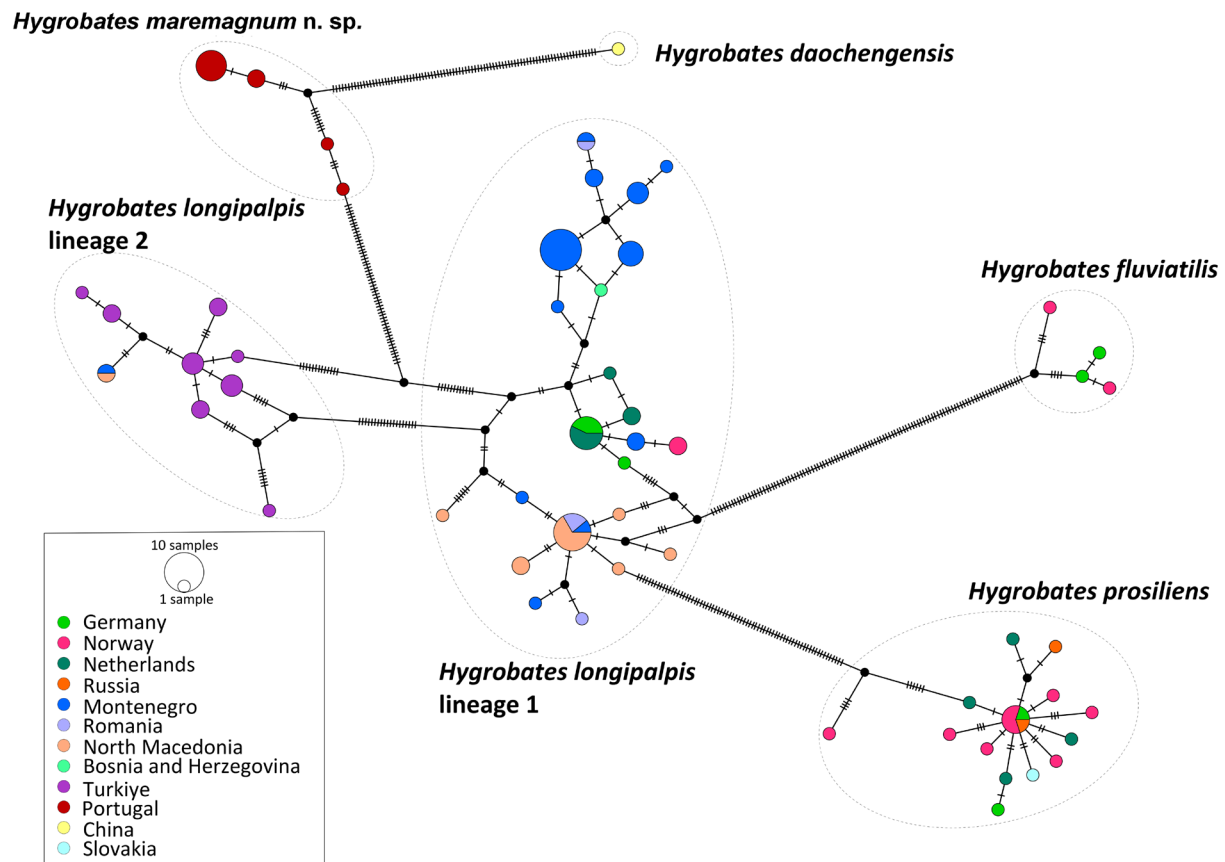 Hygrobates maremagnum n. sp.
Hygrobates daochengensis
Hygrobates longipalpis
lineage 2
Hygrobates fluviatilis
Hygrobates prosiliens
Hygrobates longipalpis
lineage 1
10 samples
1 sample
Germany
Norway
Netherlands
Russia
Montenegro
Romania
North Macedonia
Bosnia and Herzegovina
Turkiye
Portugal
China
Slovakia